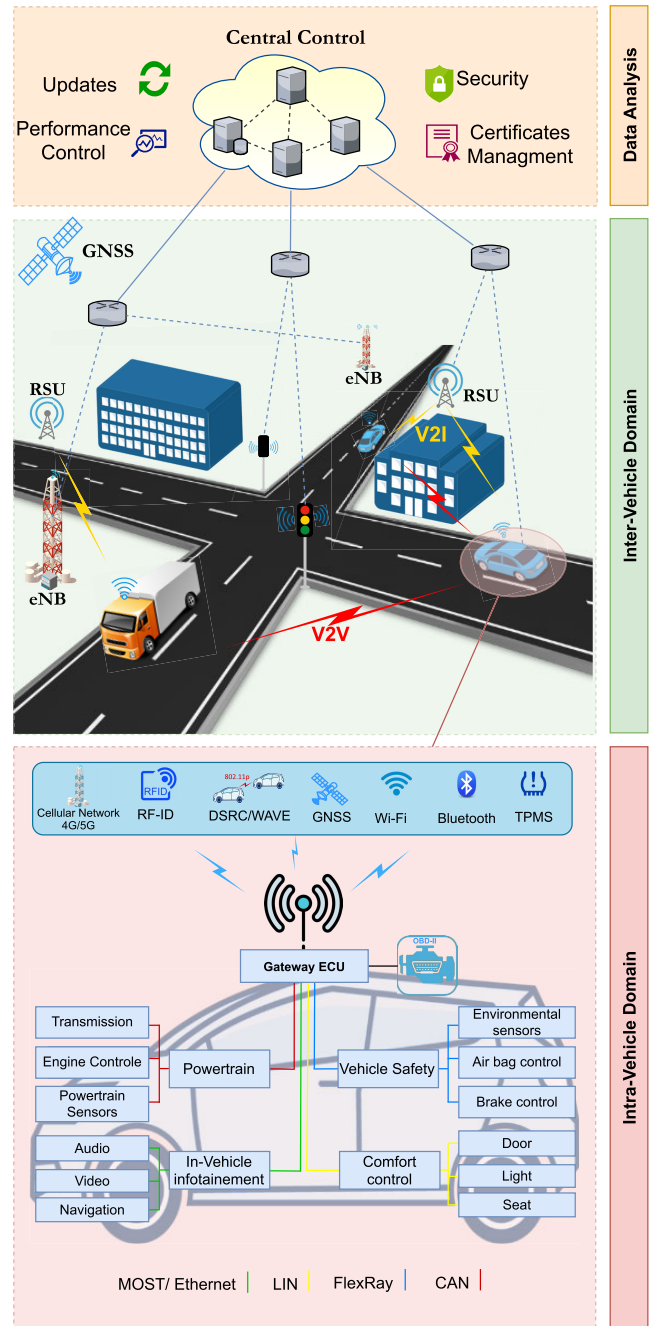 Central Control
Updates
Security
Performance
Control
Certificates
Managment
Data Analysis
GNSS
eNB
RSU
RSU
V2I
eNB
V2V
Inter-Vehicle Domain
802.11p
RFID
Cellular Network
4G/5G
RF-ID
DSRC/WAVE
GNSS
Wi-Fi
Bluetooth
TPMS
OBD-II
Gateway ECU
Transmission
Engine Controle
Powertrain
Sensors
Powertrain
Vehicle Safety
Environmental
sensors
Air bag control
Brake control
Audio
Video
Navigation
In-Vehicle
infotainement
Comfort
control
Door
Light
Seat
Intra-Vehicle Domain
MOST/ Ethernet
LIN
FlexRay
CAN